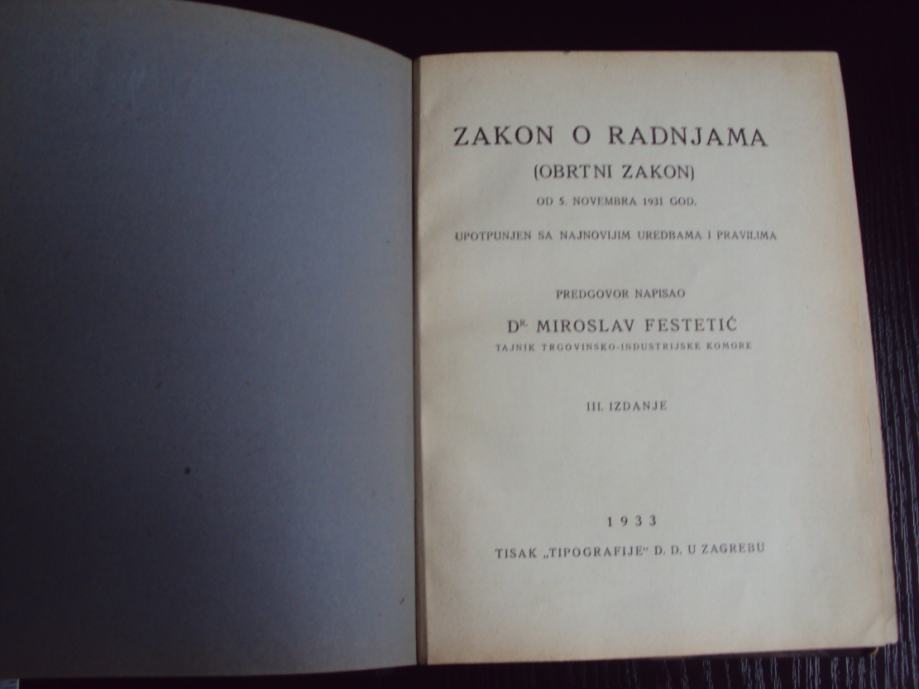 ZAKON O RADNJAMA
(OBRTNI ZAKON)
OD 5. NOVEMBRA 1931 GOD.
UPOTPUNJEN SA NAJNOVIJIM UREDBAMA I PRAVILIMA
PREDGOVOR NAPISAO
DR. MIROSLAV FESTETIĆ
TAJNIK TRGOVINSKO-INDUSTRIJSKE KOMORE
III. IZDANJE
1933
TISAK „TIPOGRAFIJE" D. D. U ZAGREBU